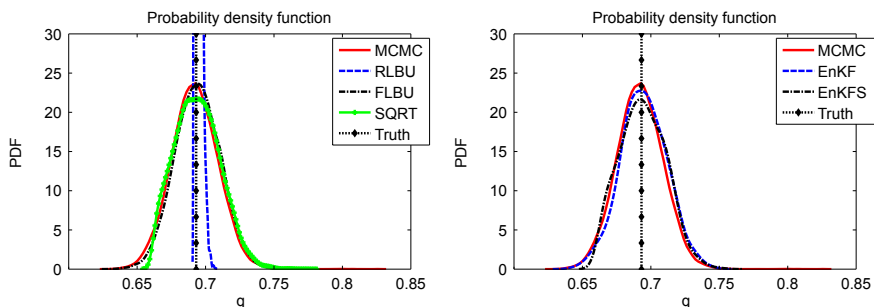 Probability density function
30
25
20
15
10
5
0
PDF
0.65
0.7
0.75
0.8
0.85
q
MCMC
RLBU
FLBU
SQRT
Truth
Probability density function
30
25
20
15
10
5
0
PDF
0.65
0.7
0.75
0.8
0.85
q
MCMC
EnKF
EnKFS
Truth